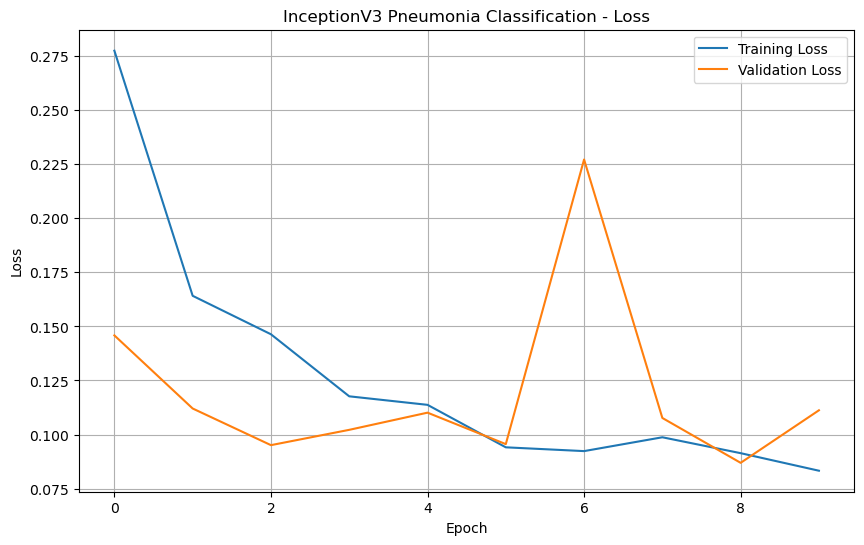 InceptionV3 Pneumonia Classification - Loss
Training Loss
Validation Loss
0.275
0.250
0.225
0.200
0.175
0.150
0.125
0.100
0.075
Loss
0 2 4 6 8
Epoch